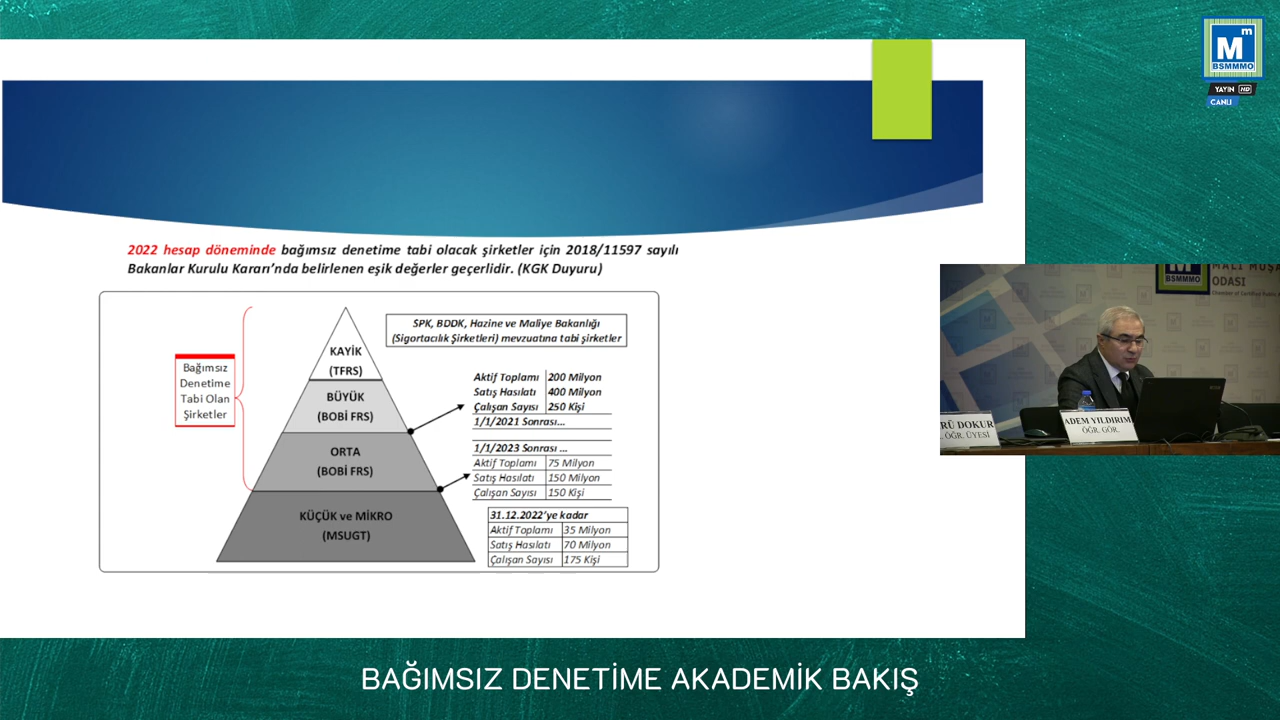 Mm
BSMMMO
YAYIN HD
CANLI
2022 hesap döneminde bağımsız denetime tabi olacak şirketler için 2018/11597 sayılı
Bakanlar Kurulu Kararı’nda belirlenen eşik değerler geçerlidir. (KGK Duyuru)
SPK, BDDK, Hazine ve Maliye Bakanlığı
(Sigortacılık Şirketleri) mevzuatına tabi şirketler
KAYİK
(TFRS)
Bağımsız
Denetime
Tabi Olan
Şirketler
BÜYÜK
(BOBİ FRS)
Aktif Toplamı 200 Milyon
Satış Hasılatı 400 Milyon
Çalışan Sayısı 250 Kişi
1/1/2021 Sonrası...
ORTA
(BOBİ FRS)
1/1/2023 Sonrası ...
Aktif Toplamı 75 Milyon
Satış Hasılatı 150 Milyon
Çalışan Sayısı 150 Kişi
KÜÇÜK ve MİKRO
(MSUGT)
31.12.2022’ye kadar
Aktif Toplamı 35 Milyon
Satış Hasılatı 70 Milyon
Çalışan Sayısı 175 Kişi
BSMMMO
MALİ MÜŞA
ODASI
RÜ DOKUR
. ÖĞR. ÜYESİ
ADEM YILDIRIM
ÖĞR. GÖR.
BAĞIMSIZ DENETİME AKADEMİK BAKIŞ